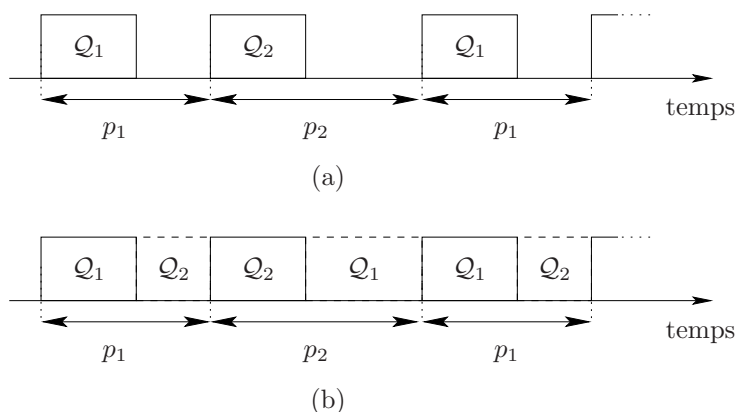 Q₁ Q₂ Q₁
temps
p₁ p₂ p₁
(a)
Q₁ Q₂ Q₂ Q₁ Q₁ Q₂
temps
p₁ p₂ p₁
(b)